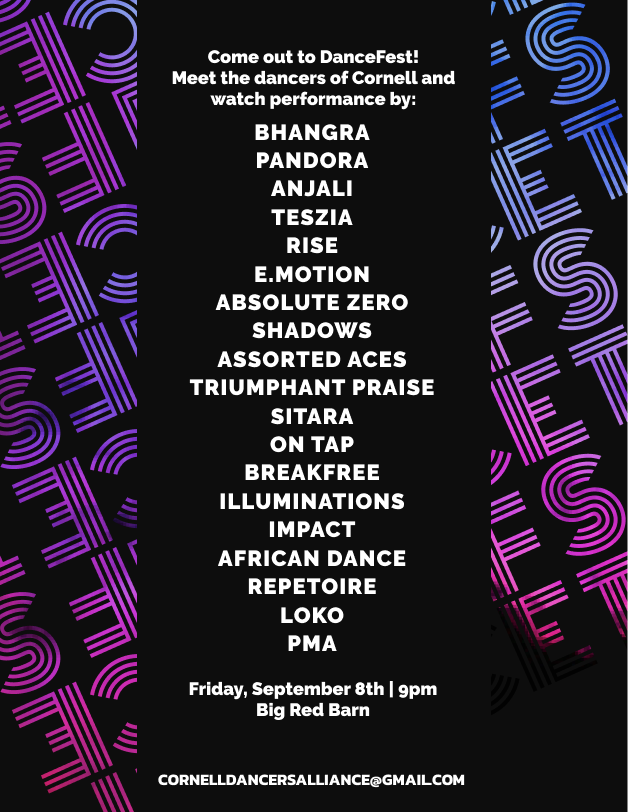 Come out to DanceFest!
Meet the dancers of Cornell and
watch performance by:
BHANGRA
PANDORA
ANJALI
TESZIA
RISE
E.MOTION
ABSOLUTE ZERO
SHADOWS
ASSORTED ACES
TRIUMPHANT PRAISE
SITARA
ON TAP
BREAKFREE
ILLUMINATIONS
IMPACT
AFRICAN DANCE
REPETOIRE
LOKO
PMA
Friday, September 8th | 9pm
Big Red Barn
CORNELLDANCERSALLIANCE@GMAIL.COM